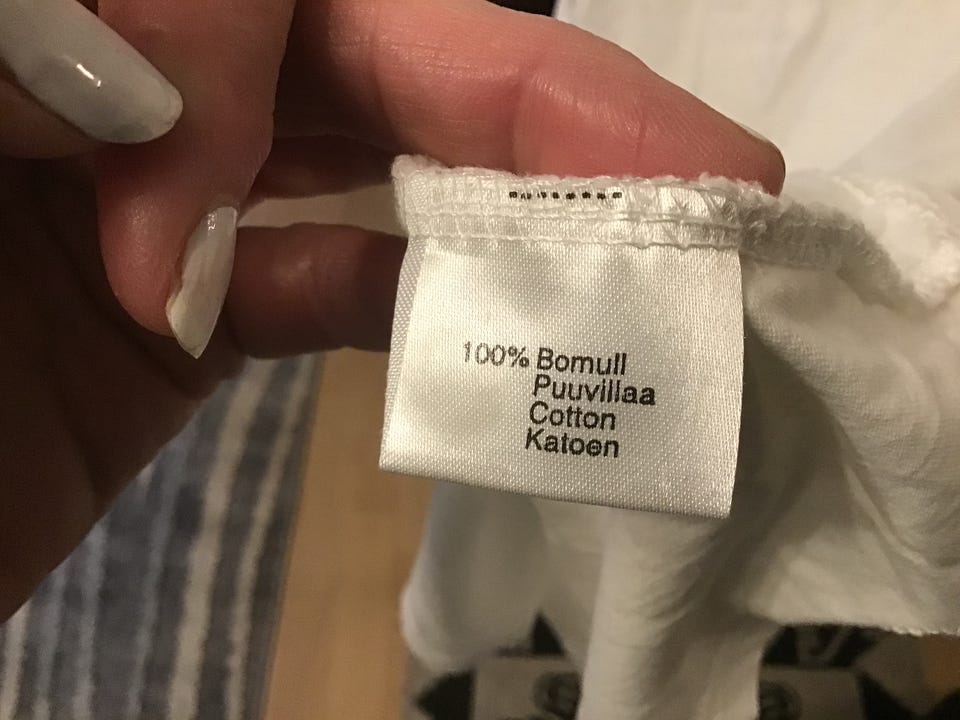 100% Bomull
Puuvillaa
Cotton
Katoen